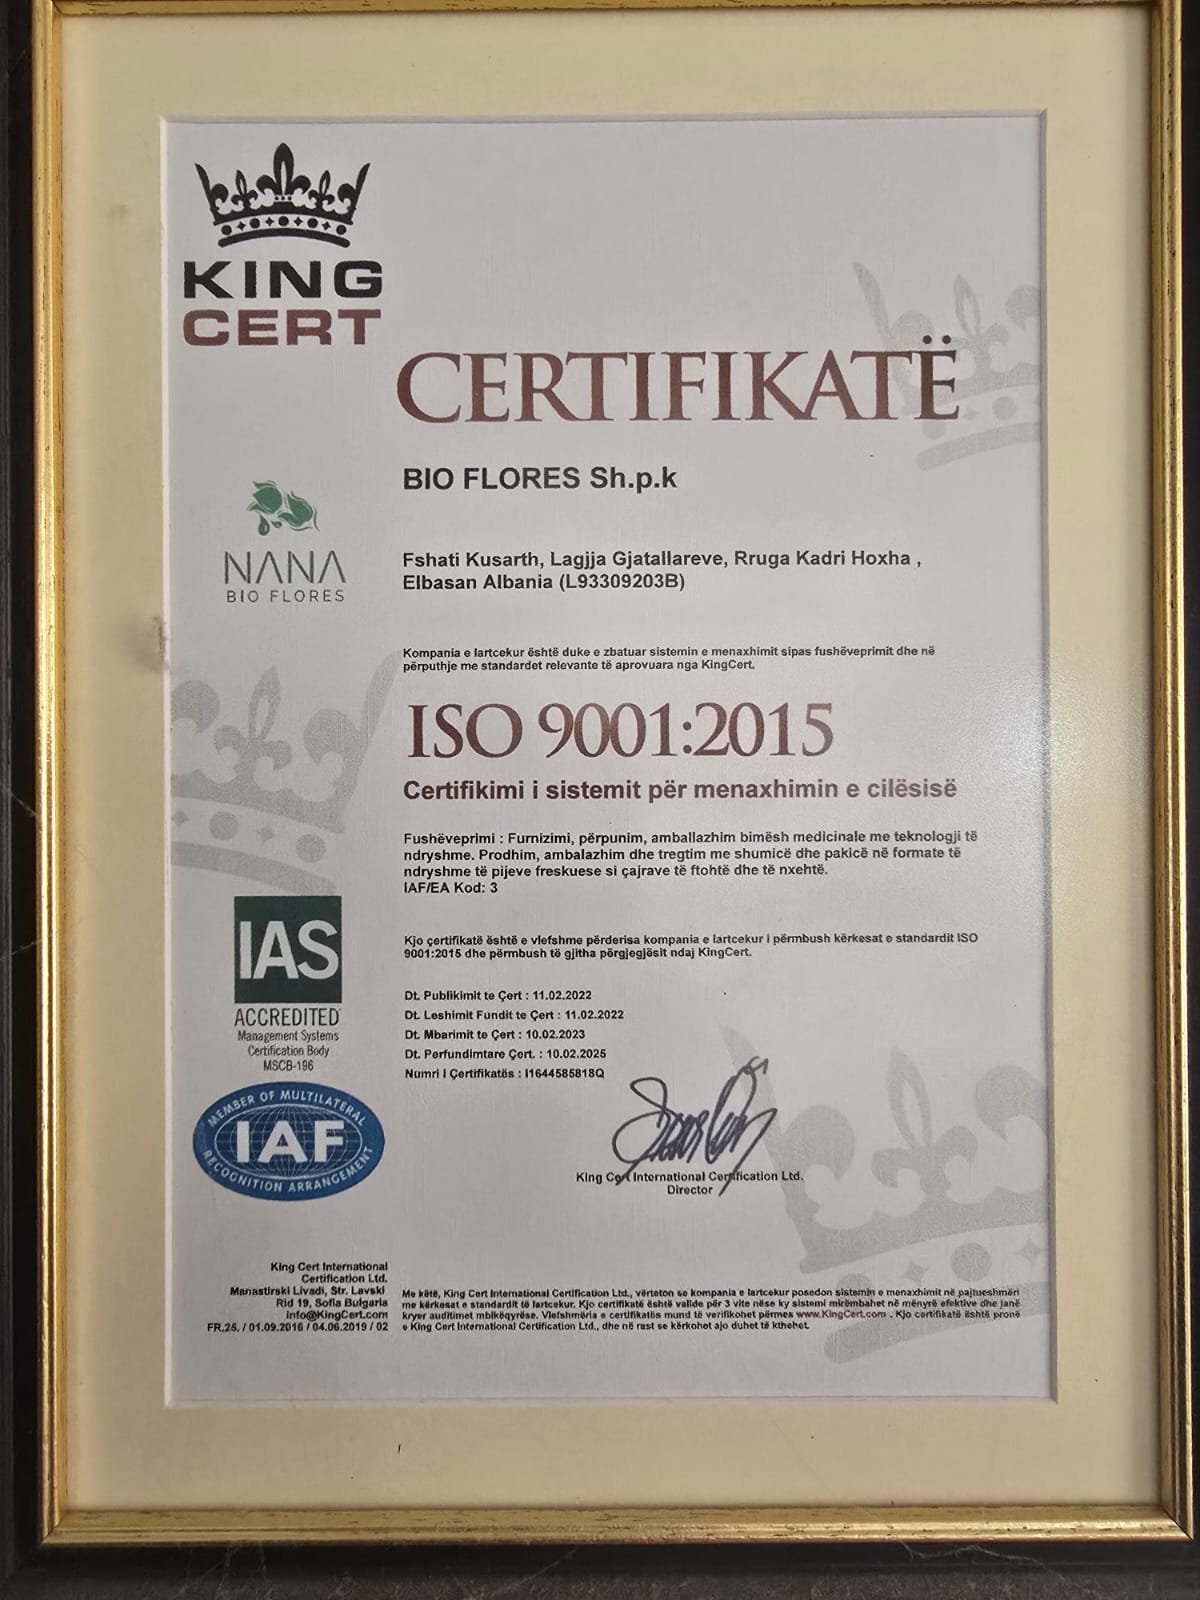 KING
CERT
CERTIFIKATË
BIO FLORES Sh.p.k
NANA
BIO FLORES
Fshati Kusarth, Lagjja Gjatallareve, Rruga Kadri Hoxha ,
Elbasan Albania (L93309203B)
Kompania e lartcekur është duke e zbatuar sistemin e menaxhimit sipas fushëveprimit dhe në
përputhje me standardet relevante të aprovuara nga KingCert.
ISO 9001:2015
Certifikimi i sistemit për menaxhimin e cilësisë
Fushëveprimi : Furnizimi, përpunim, amballazhim bimësh medicinale me teknologji të
ndryshme. Prodhim, ambalazhim dhe tregtim me shumicë dhe pakicë në formate të
ndryshme të pijeve freskuese si çajrave të ftohtë dhe të nxehtë.
IAF/EA Kod: 3
IAS
ACCREDITED
Management Systems
Certification Body
MSCB-196
Kjo çertifikatë është e vlefshme përderisa kompania e lartcekur i përmbush kërkesat e standardit ISO
9001:2015 dhe përmbush të gjitha përgjegjësit ndaj KingCert.
Dt. Publikimit te Çert : 11.02.2022
Dt. Leshimit Fundit te Çert : 11.02.2022
Dt. Mbarimit te Çert : 10.02.2023
Dt. Perfundimtare Çert. : 10.02.2025
Numri i Çertifikatës : I1644585818Q
MEMBER OF MULTILATERAL
IAF
RECOGNITION ARRANGEMENT
King Cert International Certification Ltd.
Director
King Cert International
Certification Ltd.
Manastirski Livadi, Str. Lavski
Rid 19, Sofia Bulgaria
info@KingCert.com
FR.25. / 01.09.2016 / 04.06.2019 / 02
Me këtë, King Cert International Certification Ltd., vërteton se kompania e lartcekur posedon sistemin e menaxhimit në pajtueshmëri
me kërkesat e standardit të lartcekur. Kjo certifikatë është valide për 3 vite nëse ky sistemi mirëmbahet në mënyrë efektive dhe janë
kryer auditimet mbikëqyrëse. Vlefshmëria e certifikatës mund të verifikohet përmes www.KingCert.com . Kjo certifikatë është pronë
e King Cert International Certification Ltd., dhe në rast se kërkohet ajo duhet të kthehet.